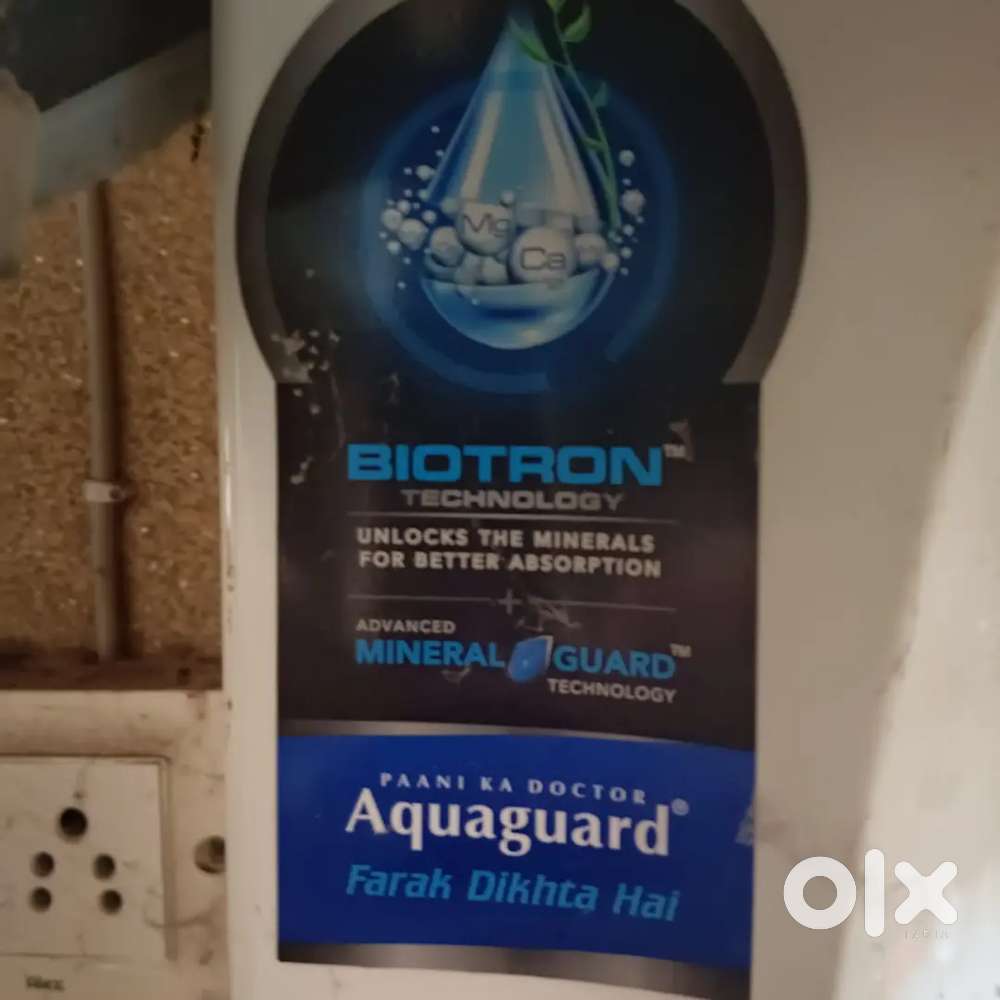 Mg
Ca
BIOTRON™
TECHNOLOGY
UNLOCKS THE MINERALS
FOR BETTER ABSORPTION
+
ADVANCED
MINERAL GUARD™
TECHNOLOGY
PAANI KA DOCTOR
Aquaguard®
Farak Dikhta Hai
olx